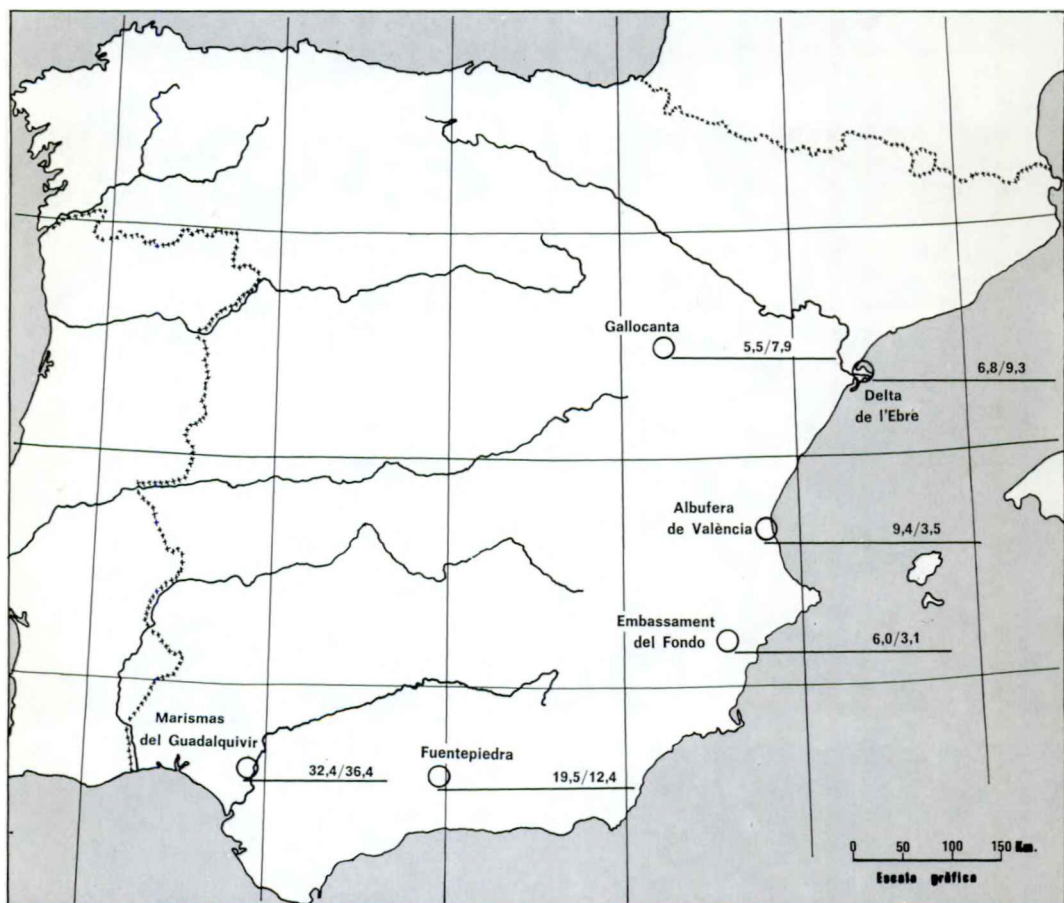 Gallocanta
5,5/7,9
6,8/9,3
Delta
de l'Ebre
Albufera
de València
9,4/3,5
Embassament
del Fondo
6,0/3,1
Marismas
del Guadalquivir
32,4/36,4
Fuentepiedra
19,5/12,4
0 50 100 150 Km.
Escala gràfica